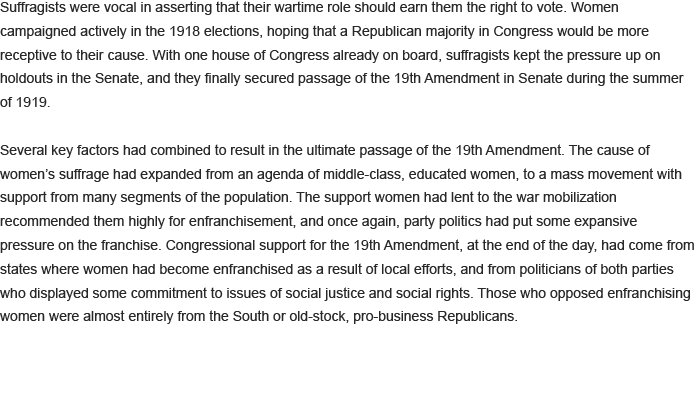 Suffragists were vocal in asserting that their wartime role should earn them the right to vote. Women
campaigned actively in the 1918 elections, hoping that a Republican majority in Congress would be more
receptive to their cause. With one house of Congress already on board, suffragists kept the pressure up on
holdouts in the Senate, and they finally secured passage of the 19th Amendment in Senate during the summer
of 1919.

Several key factors had combined to result in the ultimate passage of the 19th Amendment. The cause of
women’s suffrage had expanded from an agenda of middle-class, educated women, to a mass movement with
support from many segments of the population. The support women had lent to the war mobilization
recommended them highly for enfranchisement, and once again, party politics had put some expansive
pressure on the franchise. Congressional support for the 19th Amendment, at the end of the day, had come from
states where women had become enfranchised as a result of local efforts, and from politicians of both parties
who displayed some commitment to issues of social justice and social rights. Those who opposed enfranchising
women were almost entirely from the South or old-stock, pro-business Republicans.